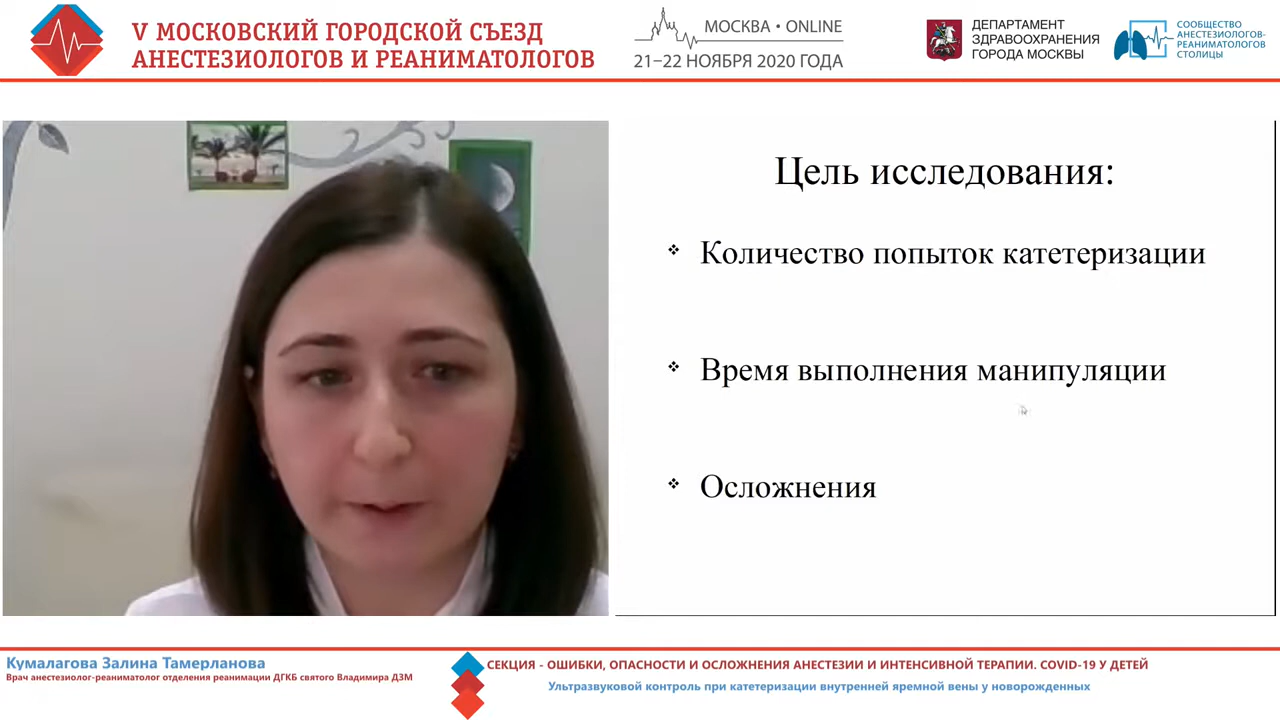 V МОСКОВСКИЙ ГОРОДСКОЙ СЪЕЗД
АНЕСТЕЗИОЛОГОВ И РЕАНИМАТОЛОГОВ
МОСКВА • ONLINE
21–22 НОЯБРЯ 2020 ГОДА
ДЕПАРТАМЕНТ
ЗДРАВООХРАНЕНИЯ
ГОРОДА МОСКВЫ
СООБЩЕСТВО
АНЕСТЕЗИОЛОГОВ-
РЕАНИМАТОЛОГОВ
СТОЛИЦЫ
Цель исследования:
❖ Количество попыток катетеризации
❖ Время выполнения манипуляции
❖ Осложнения
Кумалагова Залина Тамерланова
Врач анестезиолог-реаниматолог отделения реанимации ДГКБ святого Владимира ДЗМ
СЕКЦИЯ - ОШИБКИ, ОПАСНОСТИ И ОСЛОЖНЕНИЯ АНЕСТЕЗИИ И ИНТЕНСИВНОЙ ТЕРАПИИ. COVID-19 У ДЕТЕЙ
Ультразвуковой контроль при катетеризации внутренней яремной вены у новорожденных